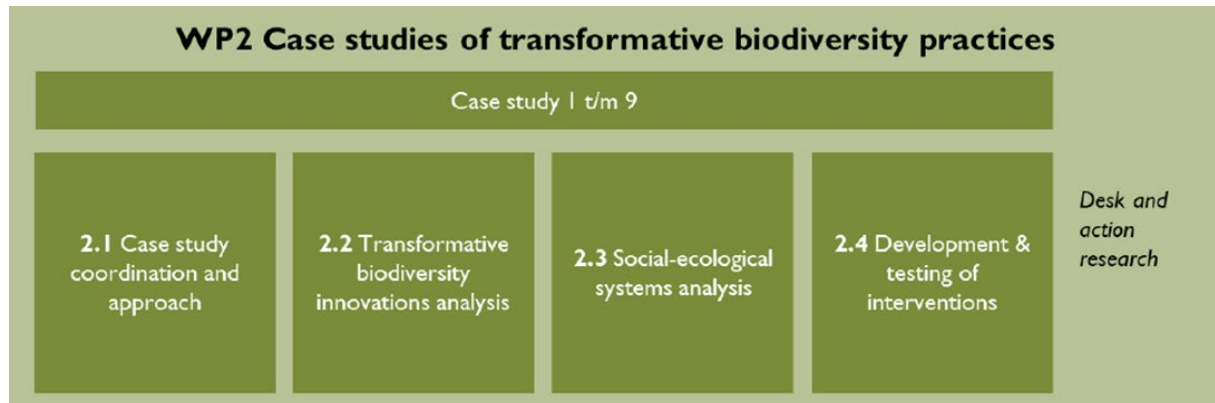 WP2 Case studies of transformative biodiversity practices
Case study 1 t/m 9
2.1 Case study
coordination and
approach
2.2 Transformative
biodiversity
innovations analysis
2.3 Social-ecological
systems analysis
2.4 Development &
testing of
interventions
Desk and
action
research